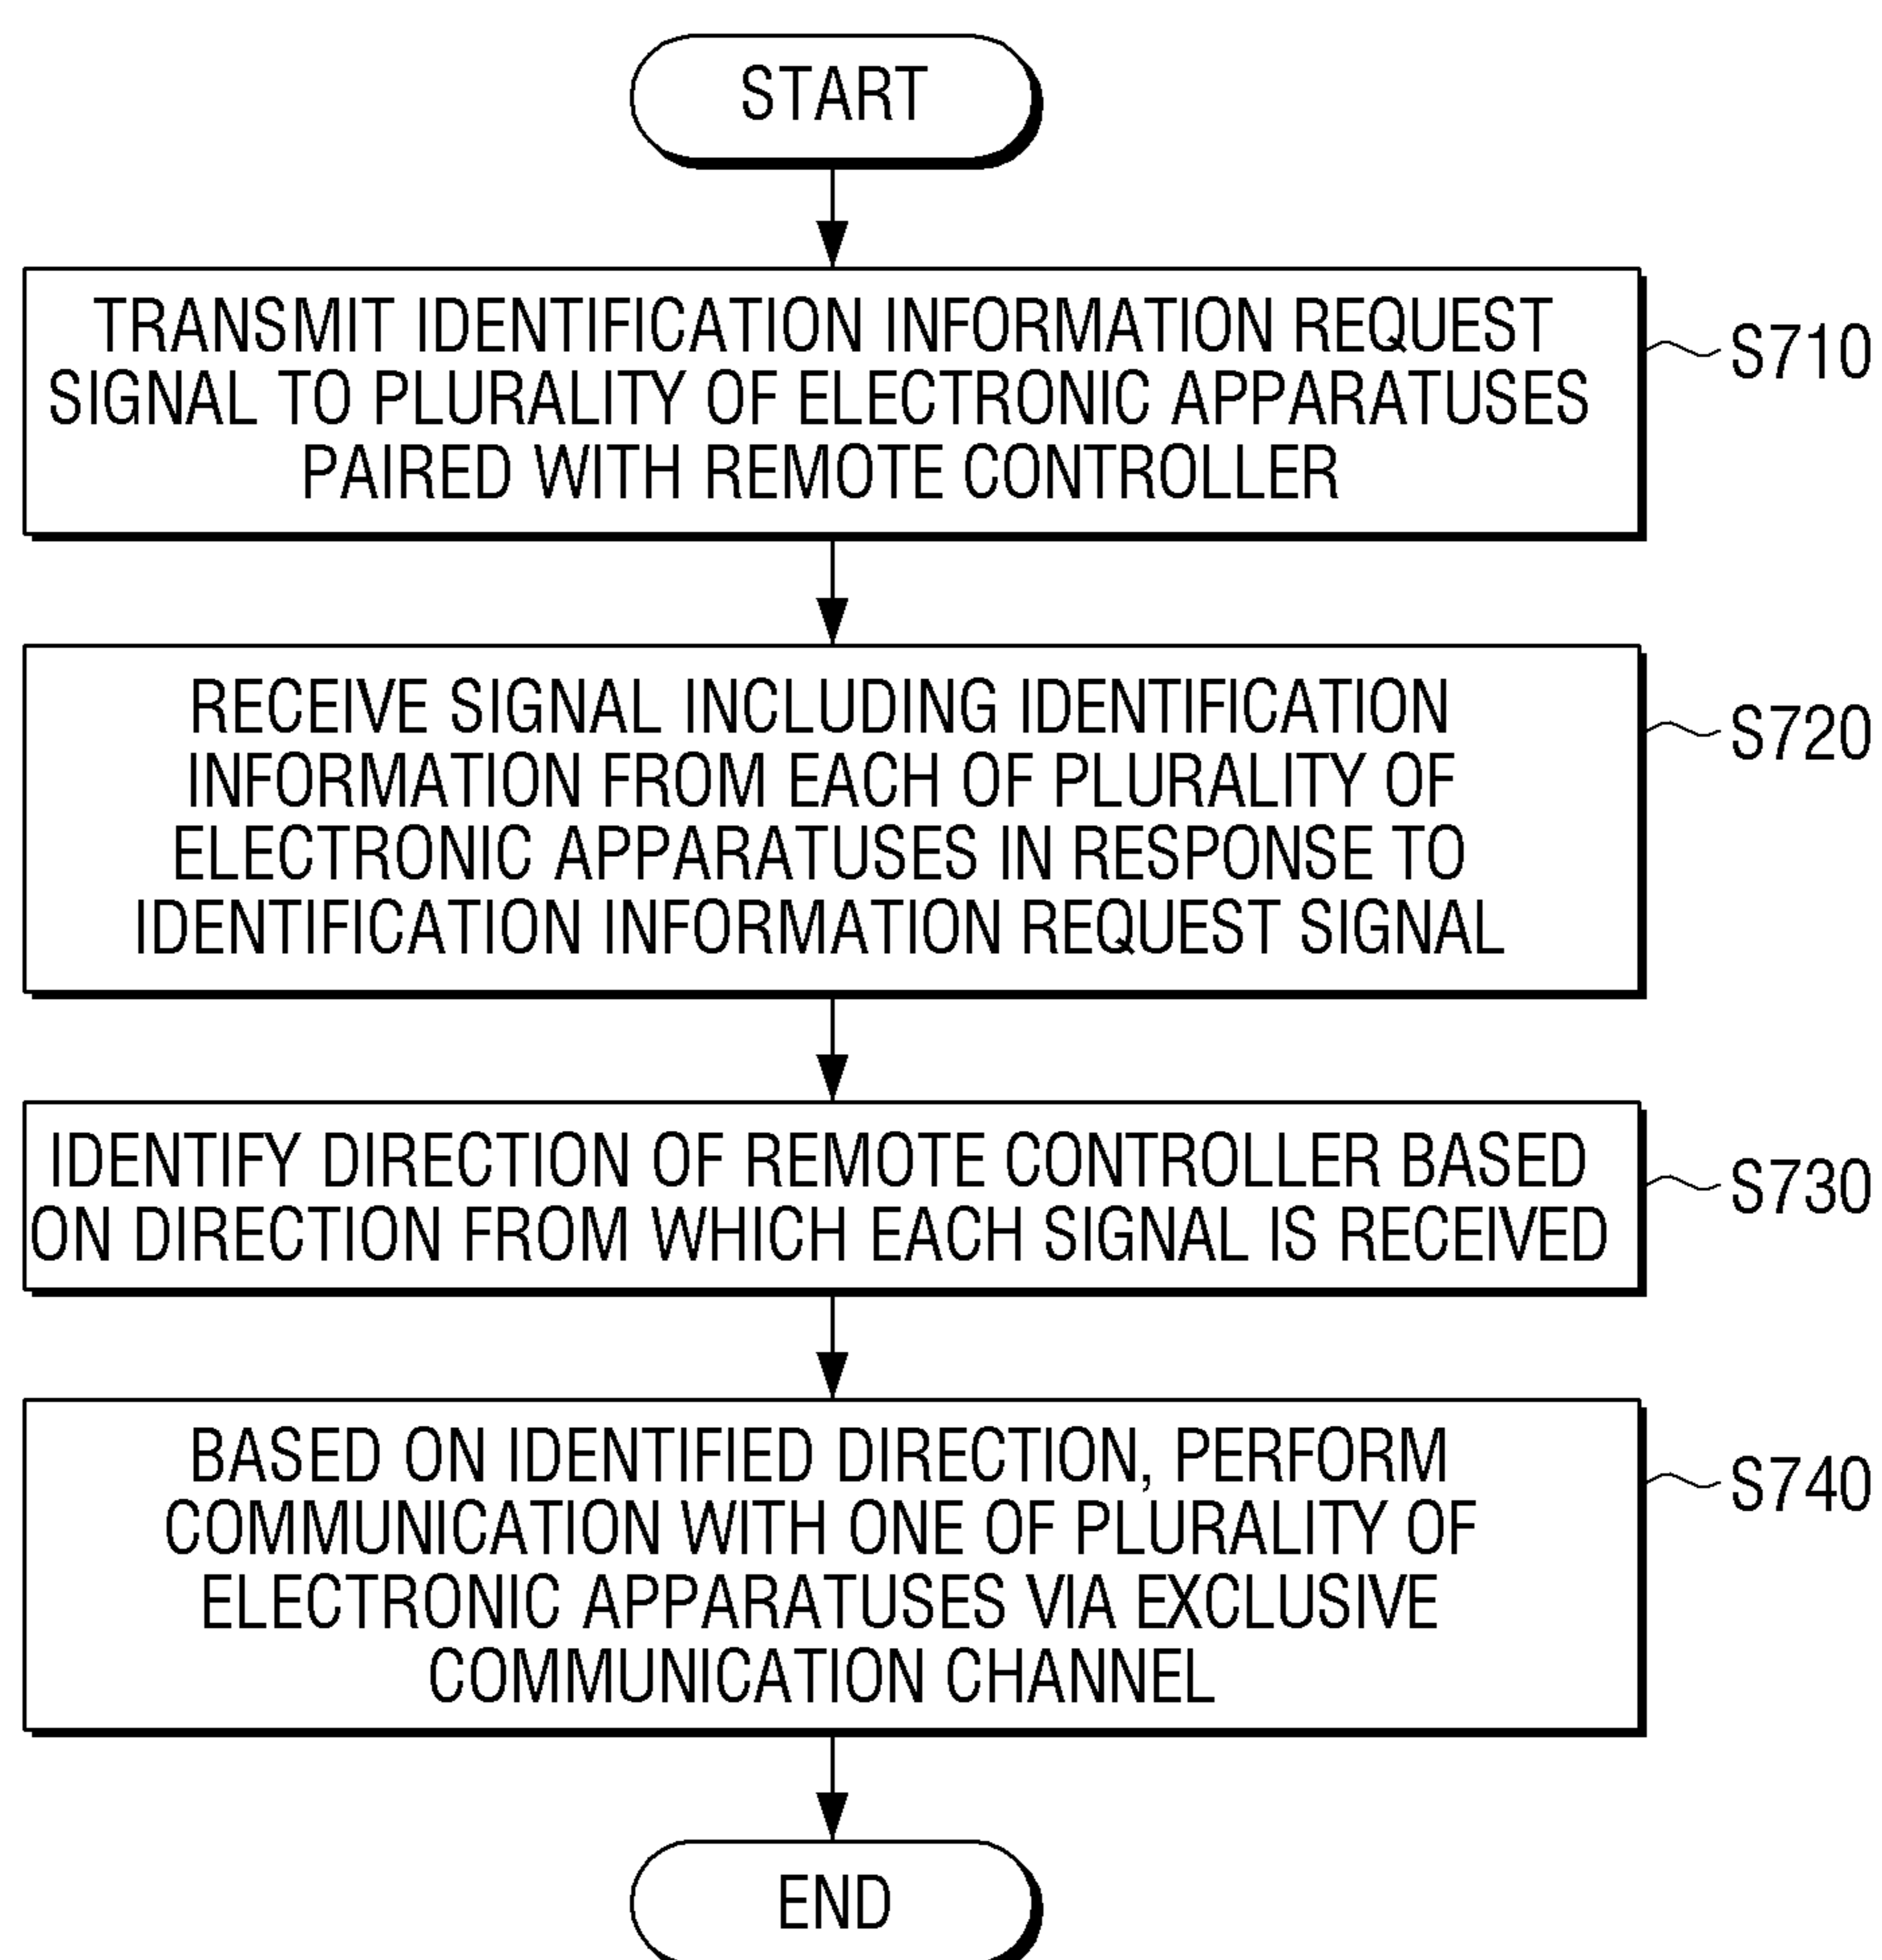 START
TRANSMIT IDENTIFICATION INFORMATION REQUEST
SIGNAL TO PLURALITY OF ELECTRONIC APPARATUSES
PAIRED WITH REMOTE CONTROLLER
S710
RECEIVE SIGNAL INCLUDING IDENTIFICATION
INFORMATION FROM EACH OF PLURALITY OF
ELECTRONIC APPARATUSES IN RESPONSE TO
IDENTIFICATION INFORMATION REQUEST SIGNAL
S720
IDENTIFY DIRECTION OF REMOTE CONTROLLER BASED
ON DIRECTION FROM WHICH EACH SIGNAL IS RECEIVED
S730
BASED ON IDENTIFIED DIRECTION, PERFORM
COMMUNICATION WITH ONE OF PLURALITY OF
ELECTRONIC APPARATUSES VIA EXCLUSIVE
COMMUNICATION CHANNEL
S740
END